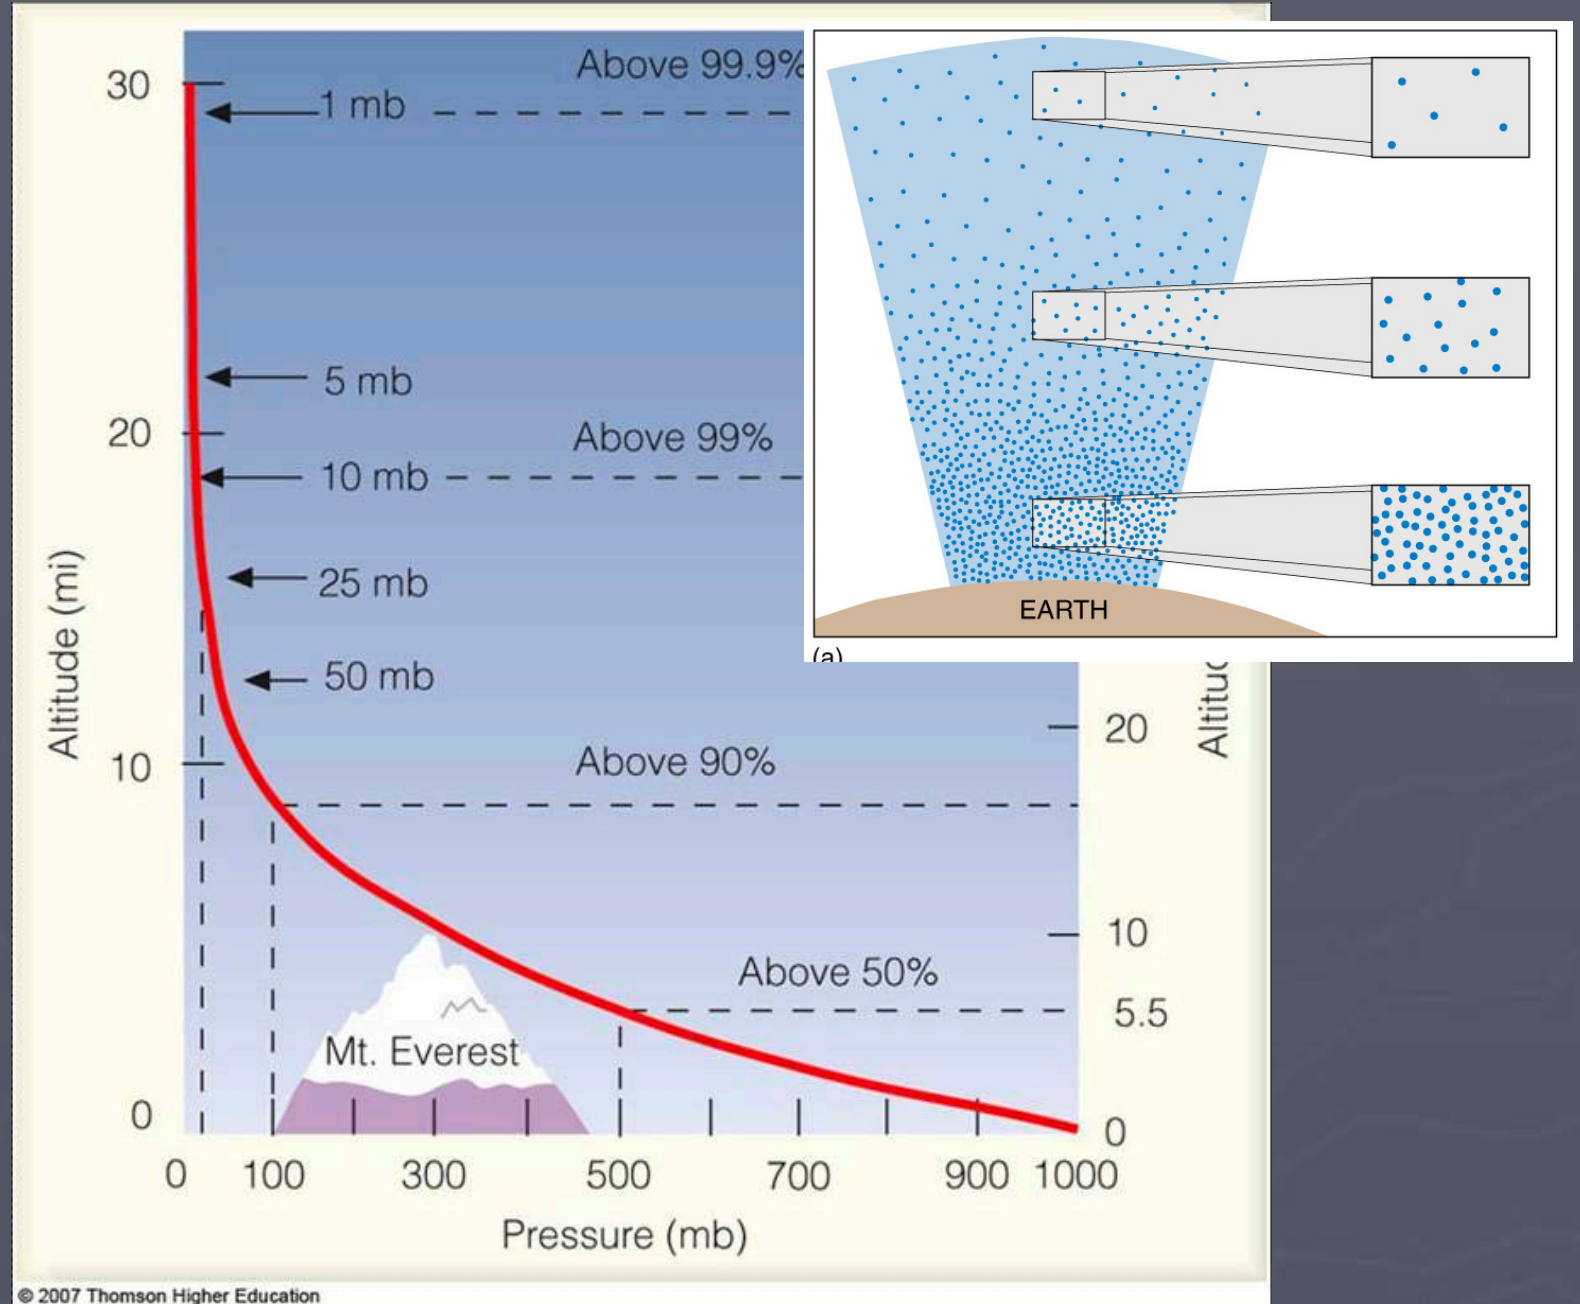 Above 99.9%
30
1 mb
5 mb
20
Above 99%
10 mb
25 mb
50 mb
Altitude (mi)
10
Above 90%
Above 50%
Mt. Everest
0
0 100 300 500 700 900 1000
Pressure (mb)
20
10
5.5
0
EARTH
(a)
© 2007 Thomson Higher Education